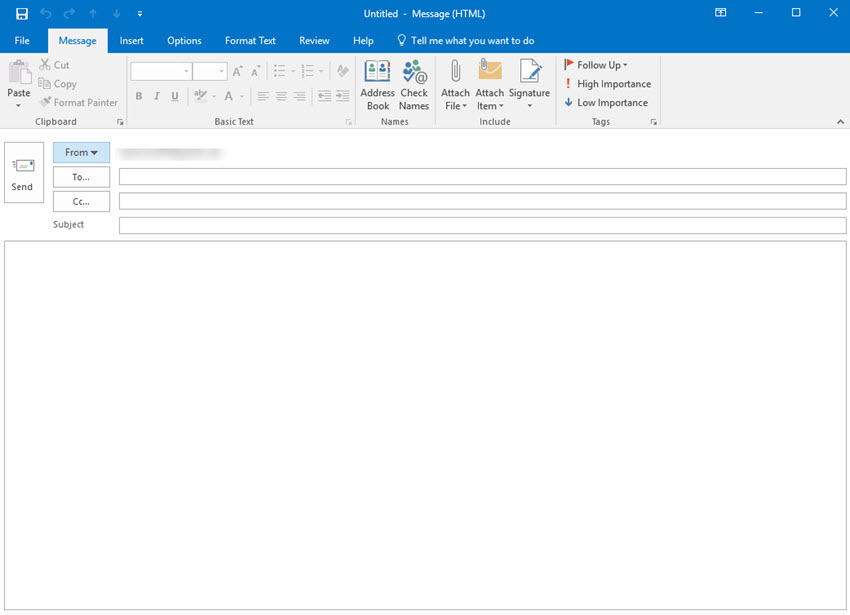 Untitled - Message (HTML)
File Message Insert Options Format Text Review Help Tell me what you want to do
Paste
Cut
Copy
Format Painter
Clipboard
B I U A
Basic Text
Address Book
Check Names
Names
Attach File
Attach Item
Signature
Include
Follow Up
High Importance
Low Importance
Tags
Send
From
To...
Cc...
Subject